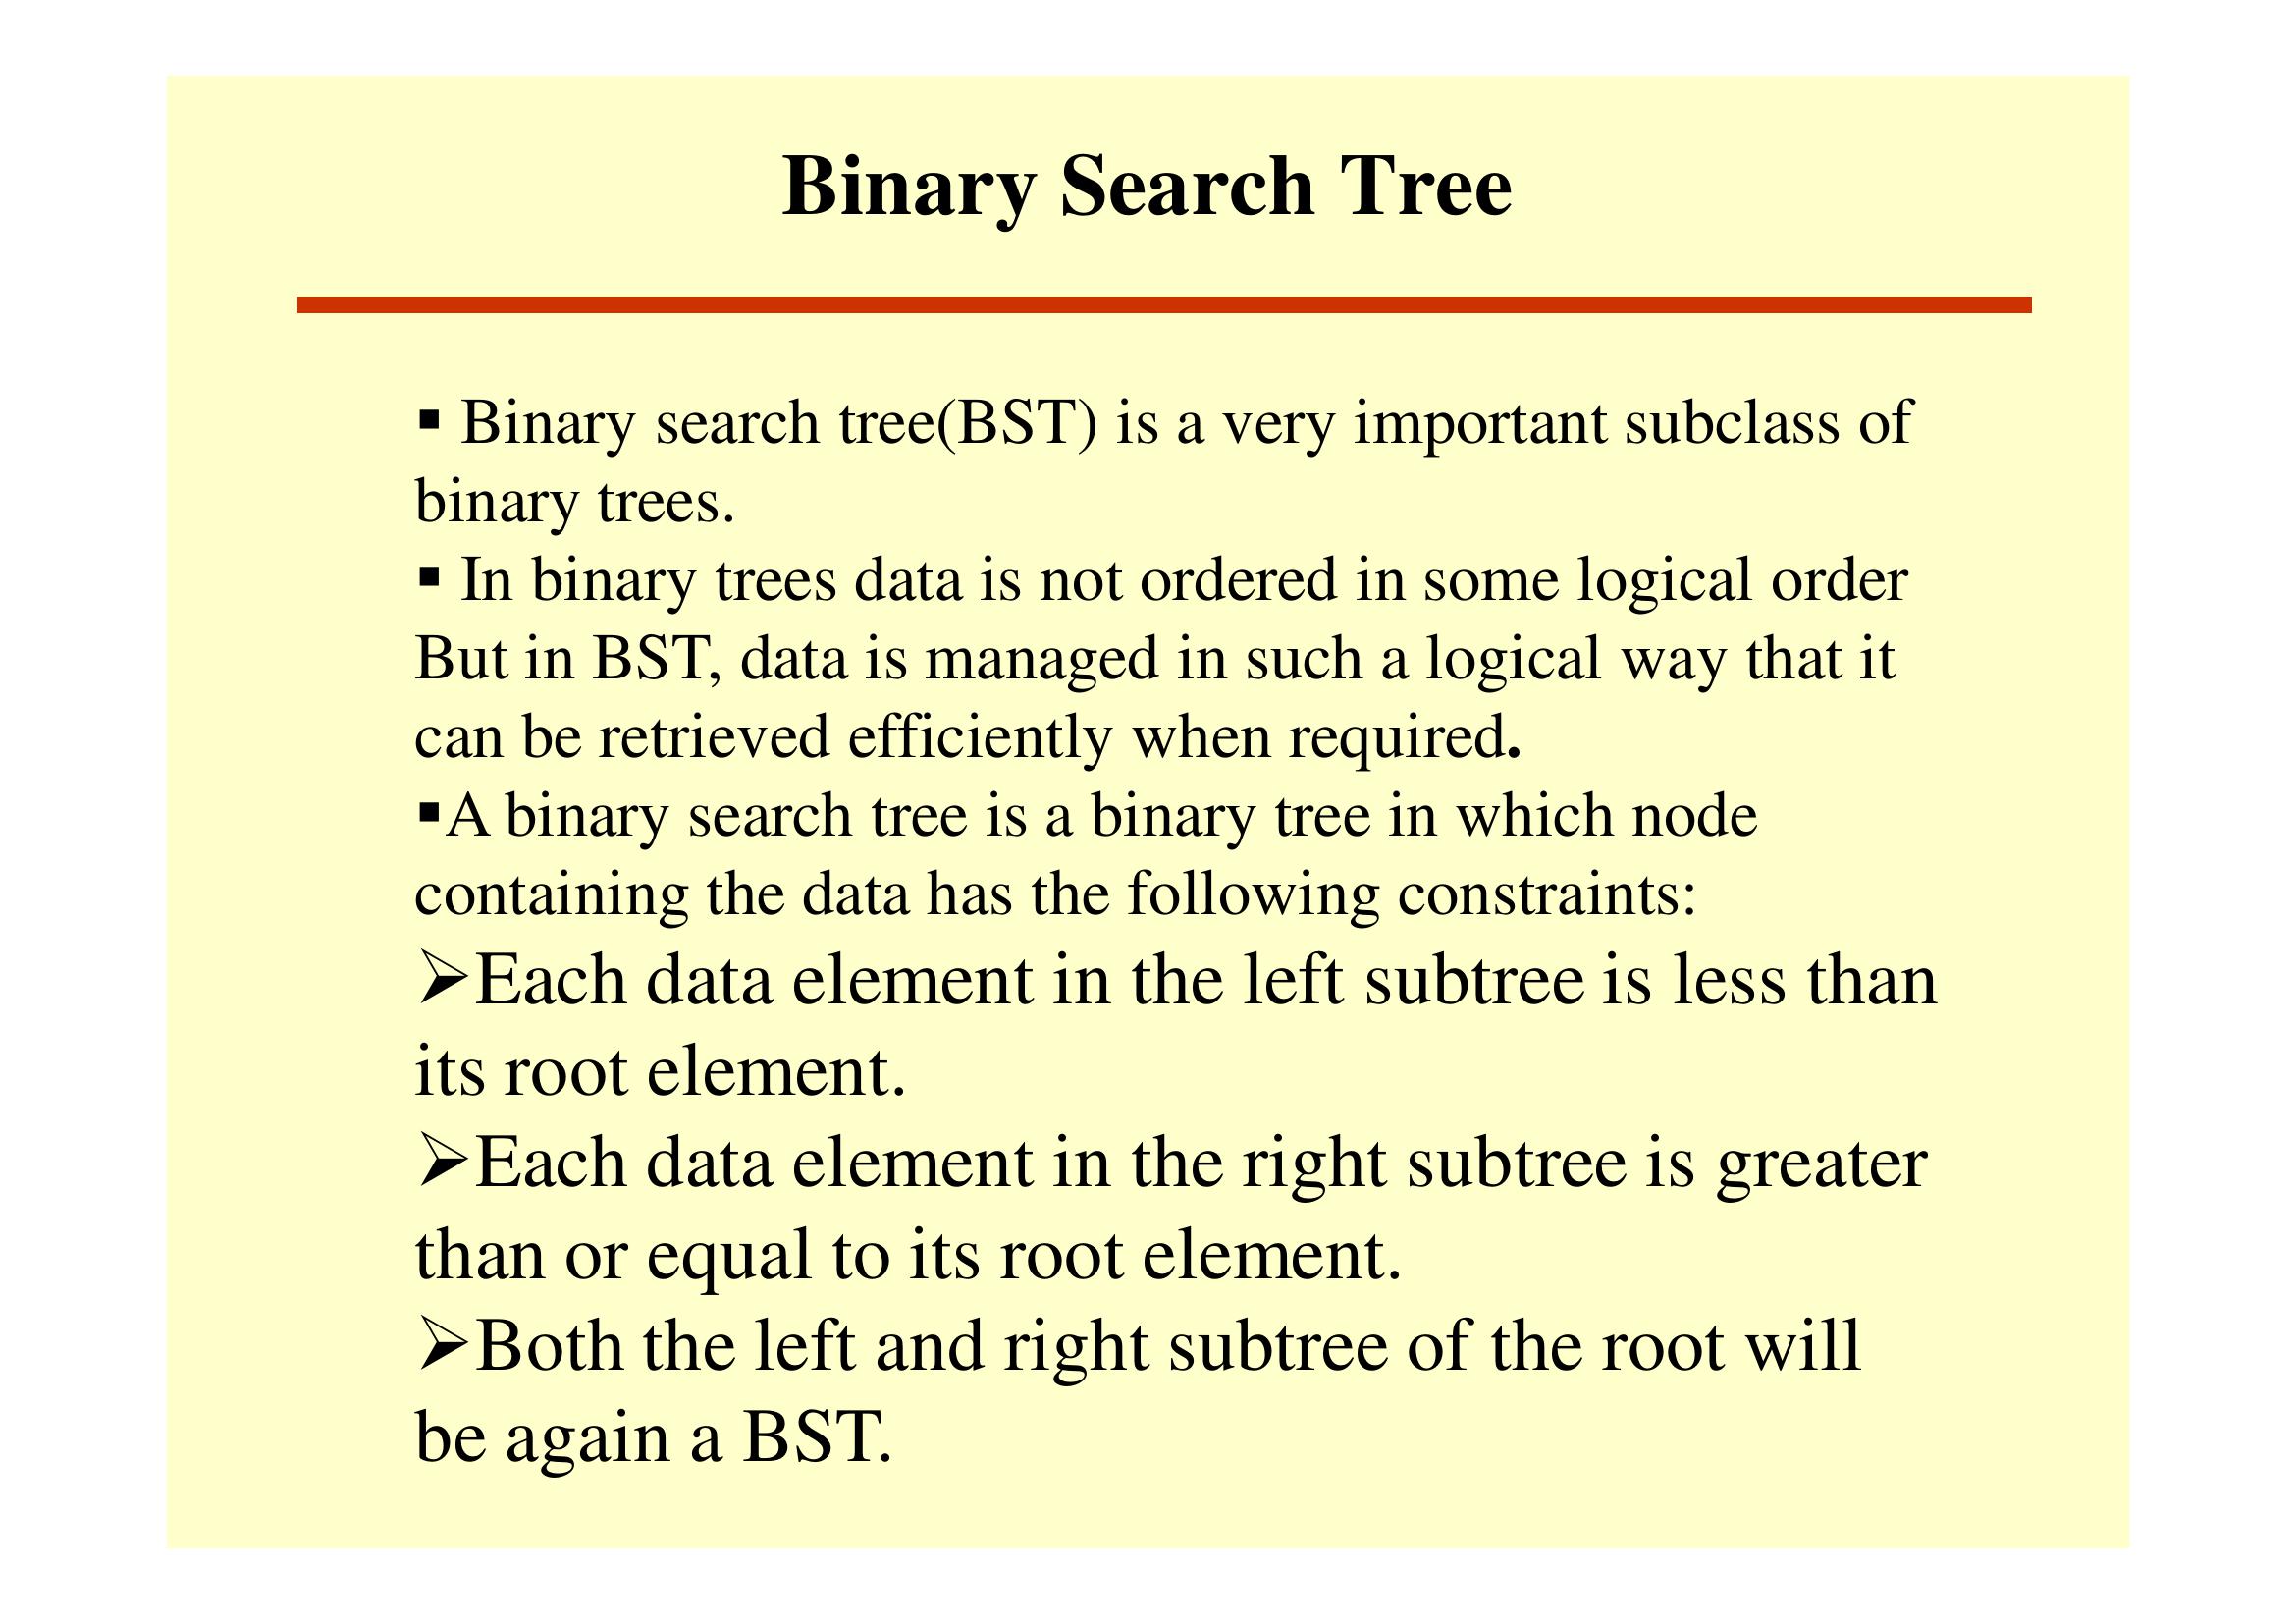 Binary Search Tree
▪ Binary search tree(BST) is a very important subclass of
binary trees.
▪ In binary trees data is not ordered in some logical order
But in BST, data is managed in such a logical way that it
can be retrieved efficiently when required.
▪A binary search tree is a binary tree in which node
containing the data has the following constraints:
➢Each data element in the left subtree is less than
its root element.
➢Each data element in the right subtree is greater
than or equal to its root element.
➢Both the left and right subtree of the root will
be again a BST.